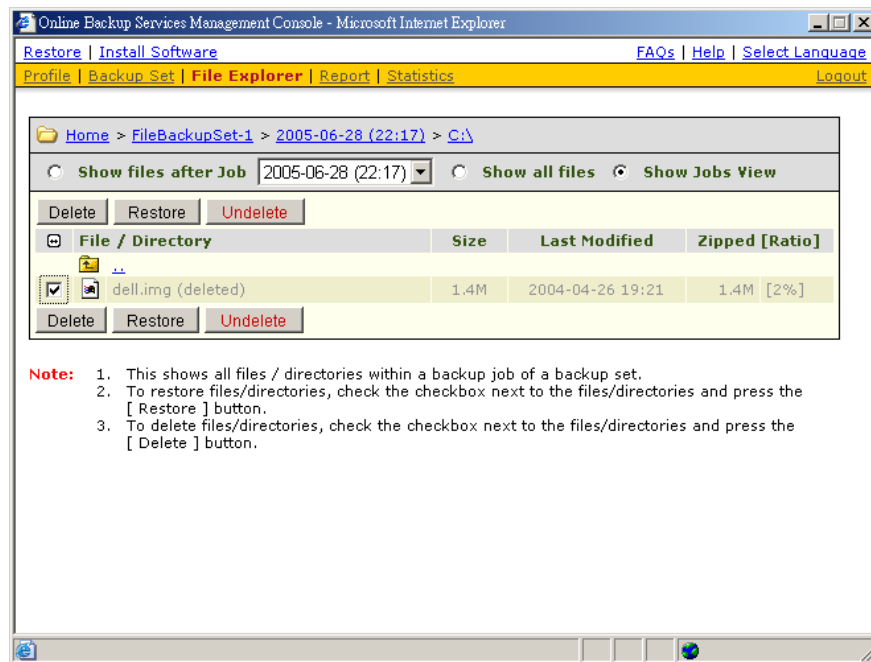 Online Backup Services Management Console - Microsoft Internet Explorer
Restore | Install Software FAQs | Help | Select Language
Profile | Backup Set | File Explorer | Report | Statistics Logout
Home > FileBackupSet-1 > 2005-06-28 (22:17) > C:\
Show files after Job 2005-06-28 (22:17) Show all files Show Jobs View
Delete Restore Undelete
File / Directory Size Last Modified Zipped [Ratio]
..
dell.img (deleted) 1.4M 2004-04-26 19:21 1.4M [2%]
Delete Restore Undelete
Note: 1. This shows all files / directories within a backup job of a backup set.
2. To restore files/directories, check the checkbox next to the files/directories and press the
[ Restore ] button.
3. To delete files/directories, check the checkbox next to the files/directories and press the
[ Delete ] button.